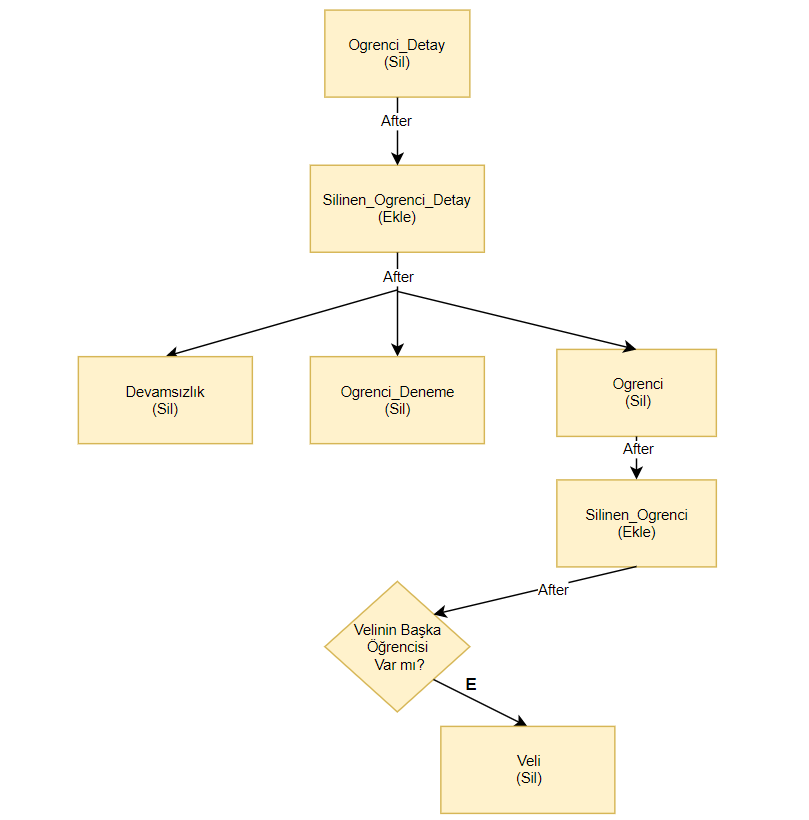 Ogrenci_Detay
(Sil)
After
Silinen_Ogrenci_Detay
(Ekle)
After
Devamsızlık
(Sil)
Ogrenci_Deneme
(Sil)
Ogrenci
(Sil)
After
Silinen_Ogrenci
(Ekle)
After
Velinin Başka
Öğrencisi
Var mı?
E
Veli
(Sil)